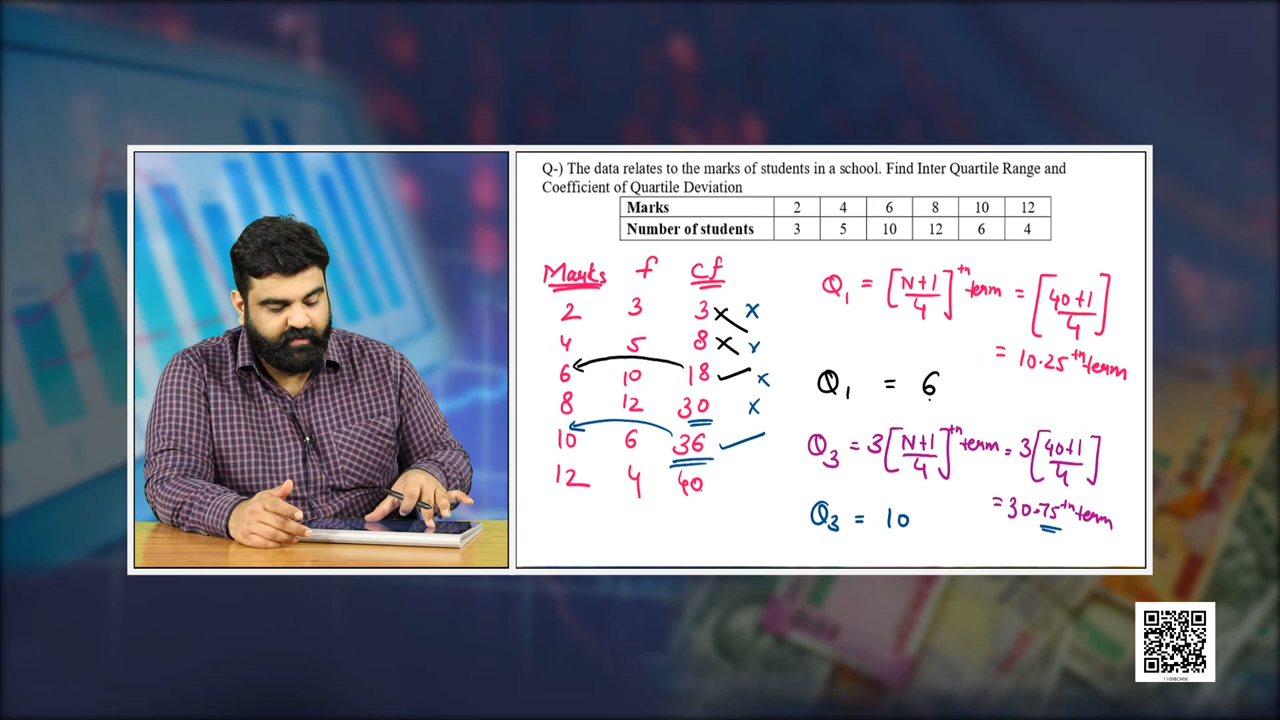 Q-) The data relates to the marks of students in a school. Find Inter Quartile Range and
Coefficient of Quartile Deviation
Marks 2 4 6 8 10 12
Number of students 3 5 10 12 6 4
Marks f Cf
2 3 3 × ×
4 5 8 × ×
6 10 18 ✓ ×
8 12 30 ×
10 6 36 ✓
12 4 40
Q₁ = [N+1/4]ᵗʰ term = [40+1/4]
= 10.25ᵗʰ term
Q₁ = 6
Q₃ = 3[N+1/4]ᵗʰ term = 3[40+1/4]
= 30.75ᵗʰ term
Q₃ = 10
11098CH06